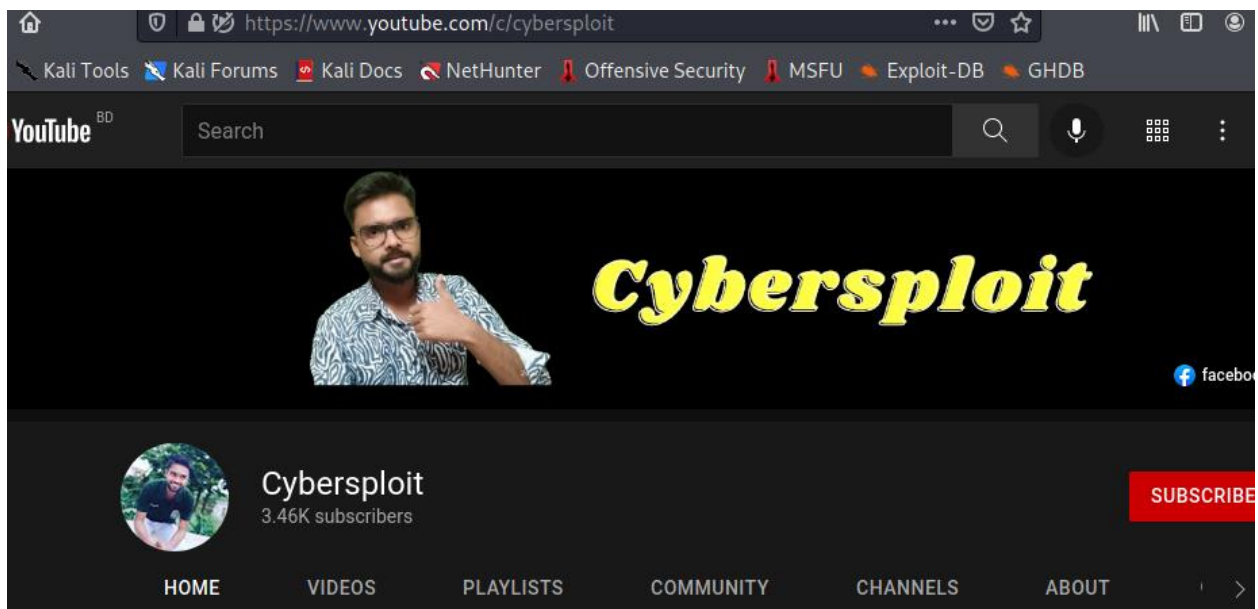 https://www.youtube.com/c/cybersploit
Kali Tools Kali Forums Kali Docs NetHunter Offensive Security MSFU Exploit-DB GHDB
YouTube BD Search
Cybersploit
faceboo
Cybersploit
3.46K subscribers
SUBSCRIBE
HOME VIDEOS PLAYLISTS COMMUNITY CHANNELS ABOUT